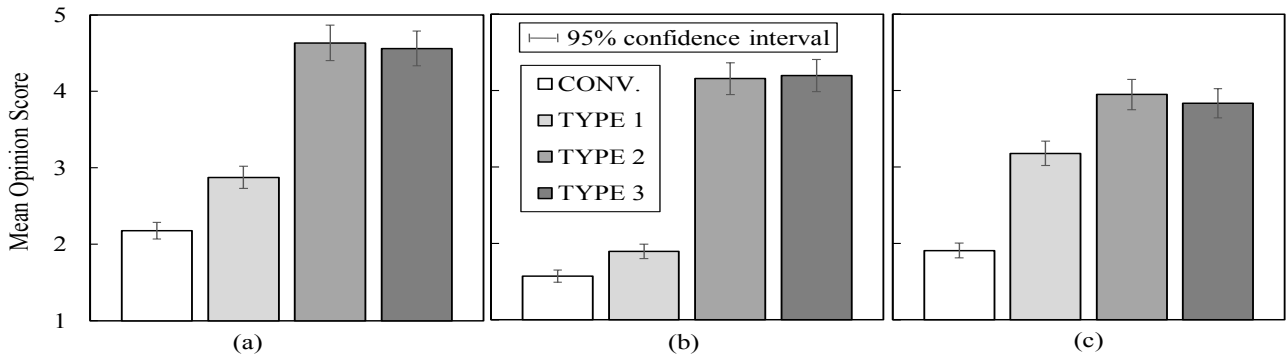 Mean Opinion Score
5
4
3
2
1
95% confidence interval
CONV.
TYPE 1
TYPE 2
TYPE 3
(a)
(b)
(c)